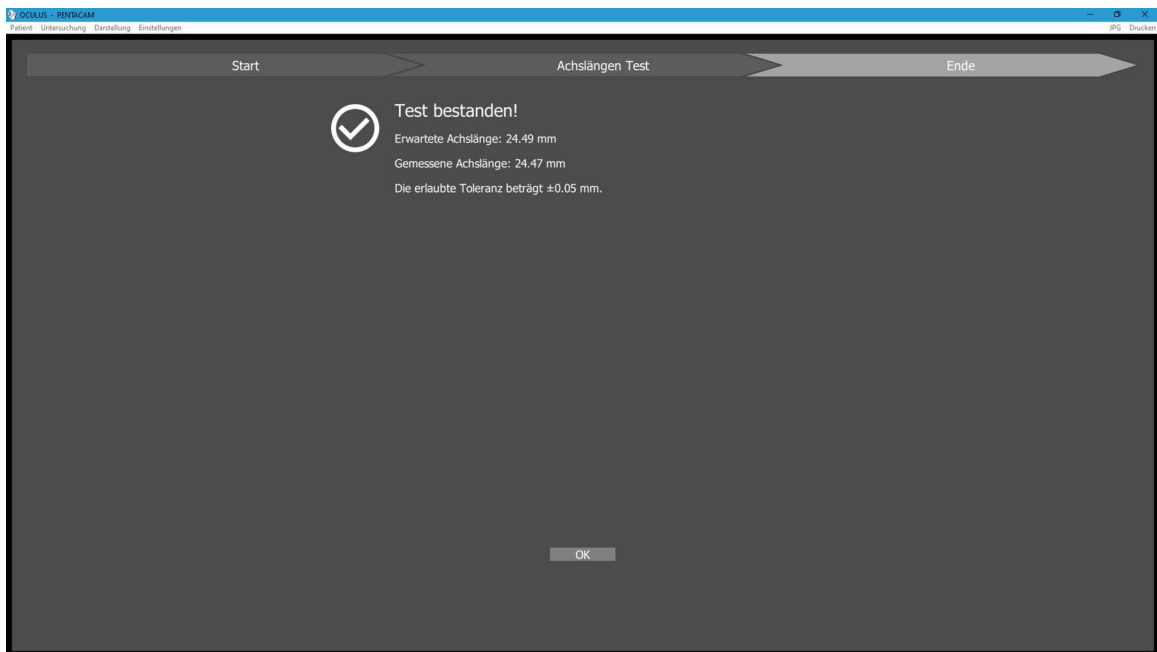 OCULUS - PENTACAM
Patient Untersuchung Darstellung Einstellungen JPG Drucken
Start Achslängen Test Ende
Test bestanden!
Erwartete Achslänge: 24.49 mm
Gemessene Achslänge: 24.47 mm
Die erlaubte Toleranz beträgt ±0.05 mm.
OK